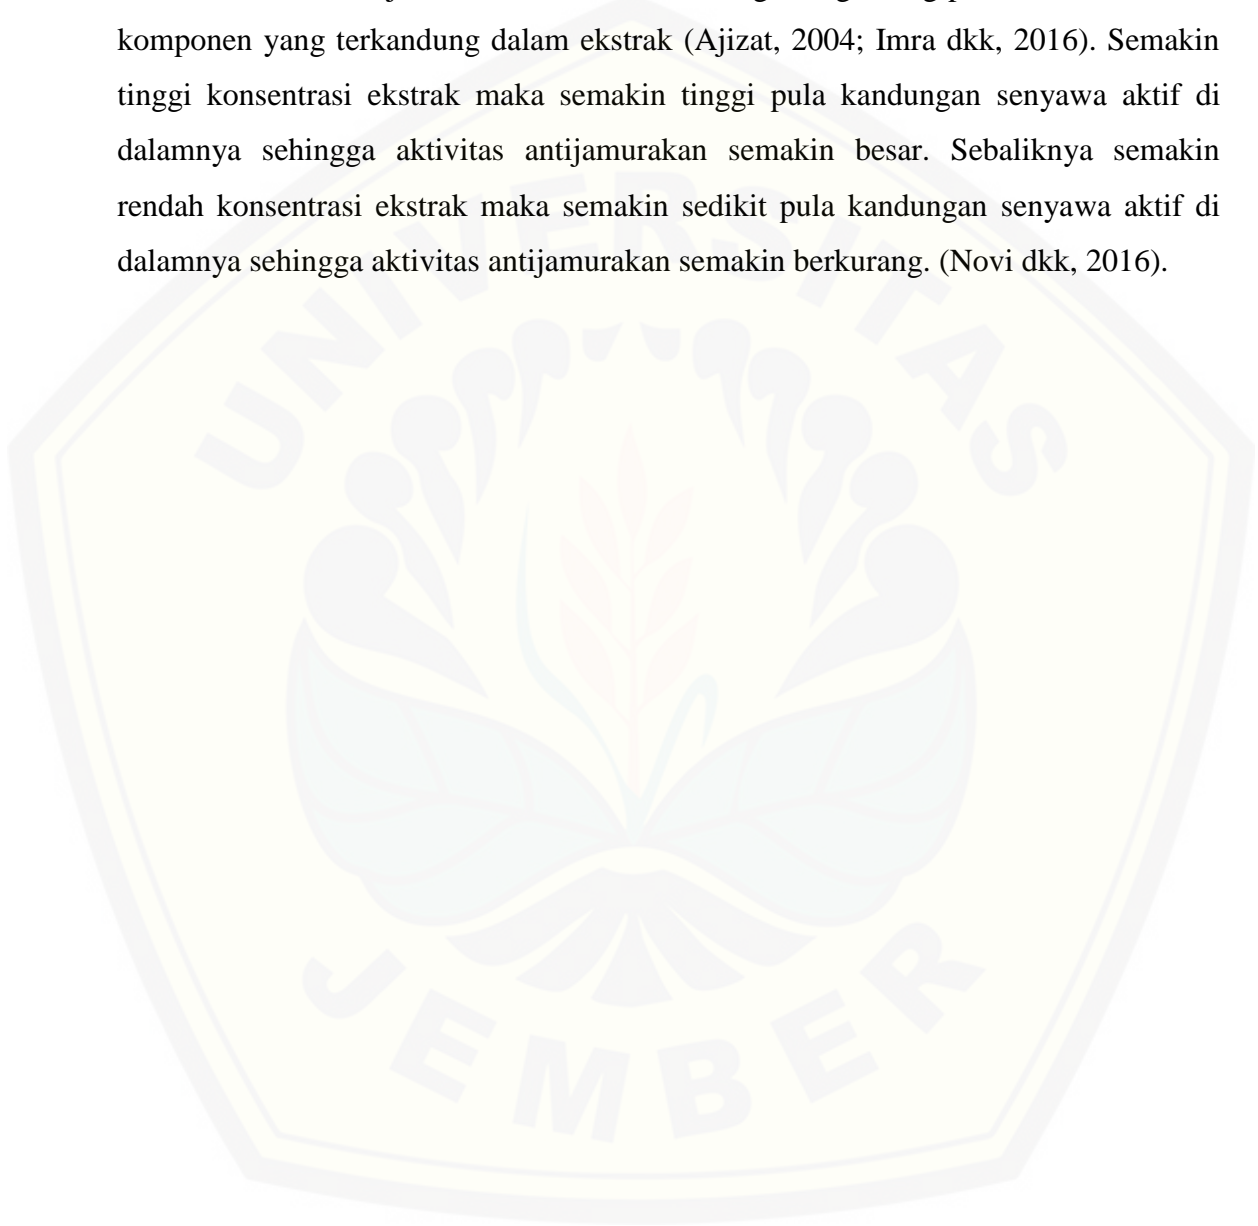 komponen yang terkandung dalam ekstrak (Ajizat, 2004; Imra dkk, 2016). Semakin
tinggi konsentrasi ekstrak maka semakin tinggi pula kandungan senyawa aktif di
dalamnya sehingga aktivitas antijamurakan semakin besar. Sebaliknya semakin
rendah konsentrasi ekstrak maka semakin sedikit pula kandungan senyawa aktif di
dalamnya sehingga aktivitas antijamurakan semakin berkurang. (Novi dkk, 2016).
UNIVERSITAS
JEMBER